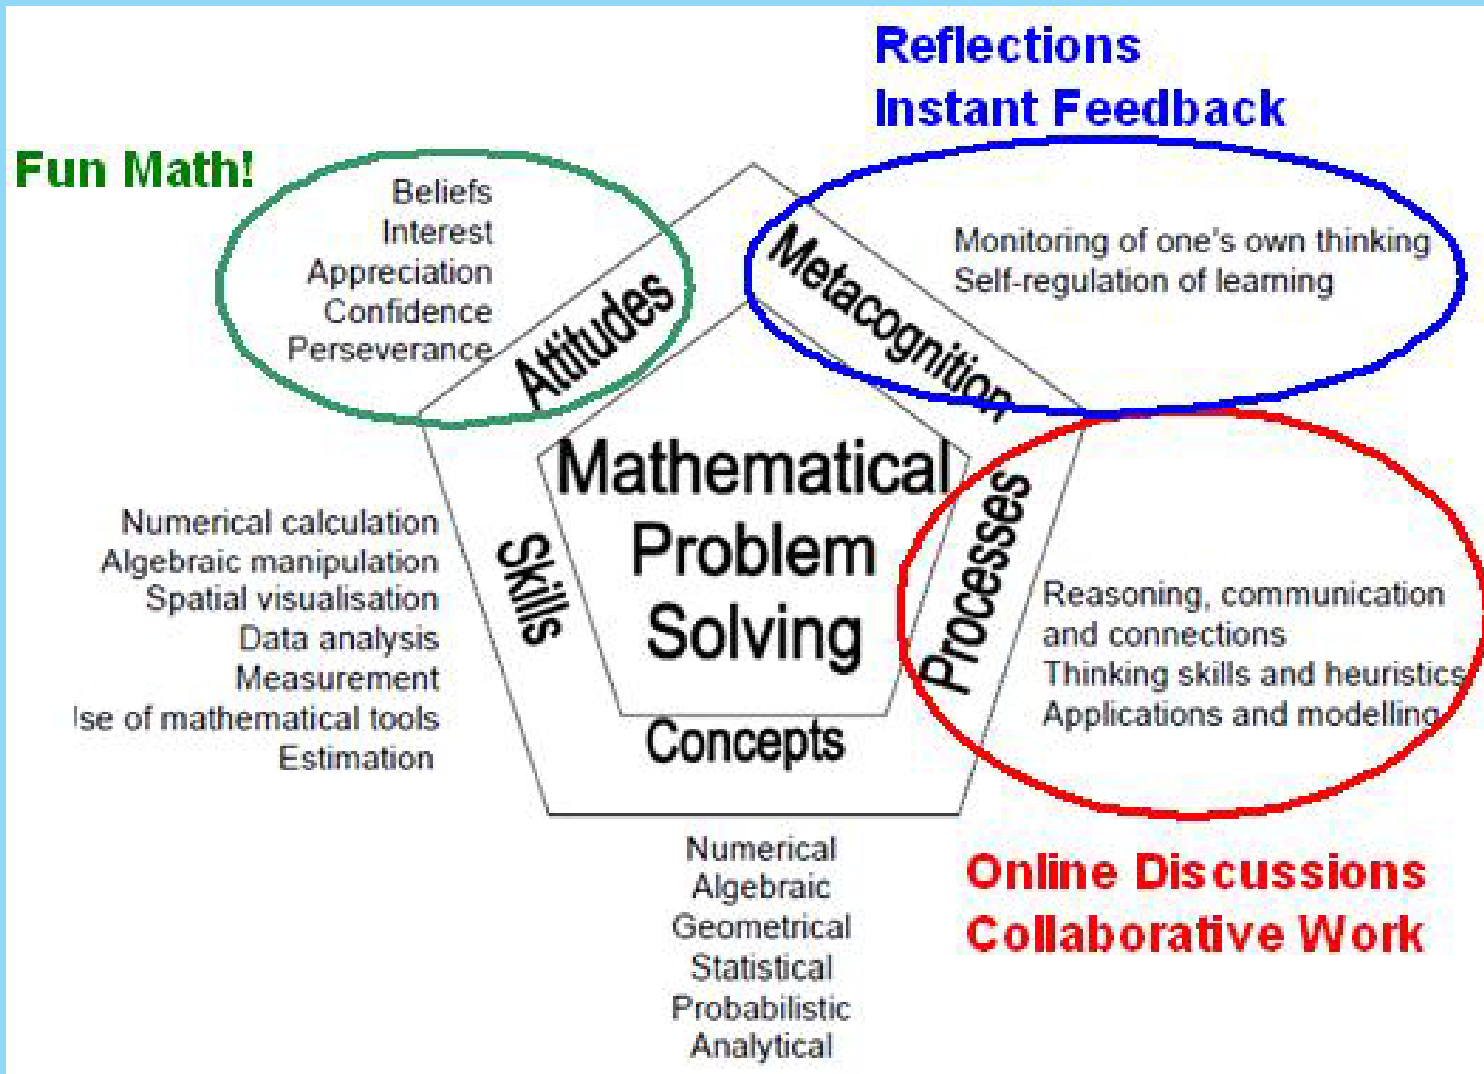 Reflections
Instant Feedback
Fun Math!
Beliefs
Interest
Appreciation
Confidence
Perseverance
Attitudes
Metacognition
Monitoring of one's own thinking
Self-regulation of learning
Mathematical
Problem
Solving
Skills
Numerical calculation
Algebraic manipulation
Spatial visualisation
Data analysis
Measurement
Ise of mathematical tools
Estimation
Processes
Reasoning, communication
and connections
Thinking skills and heuristics
Applications and modelling
Concepts
Numerical
Algebraic
Geometrical
Statistical
Probabilistic
Analytical
Online Discussions
Collaborative Work